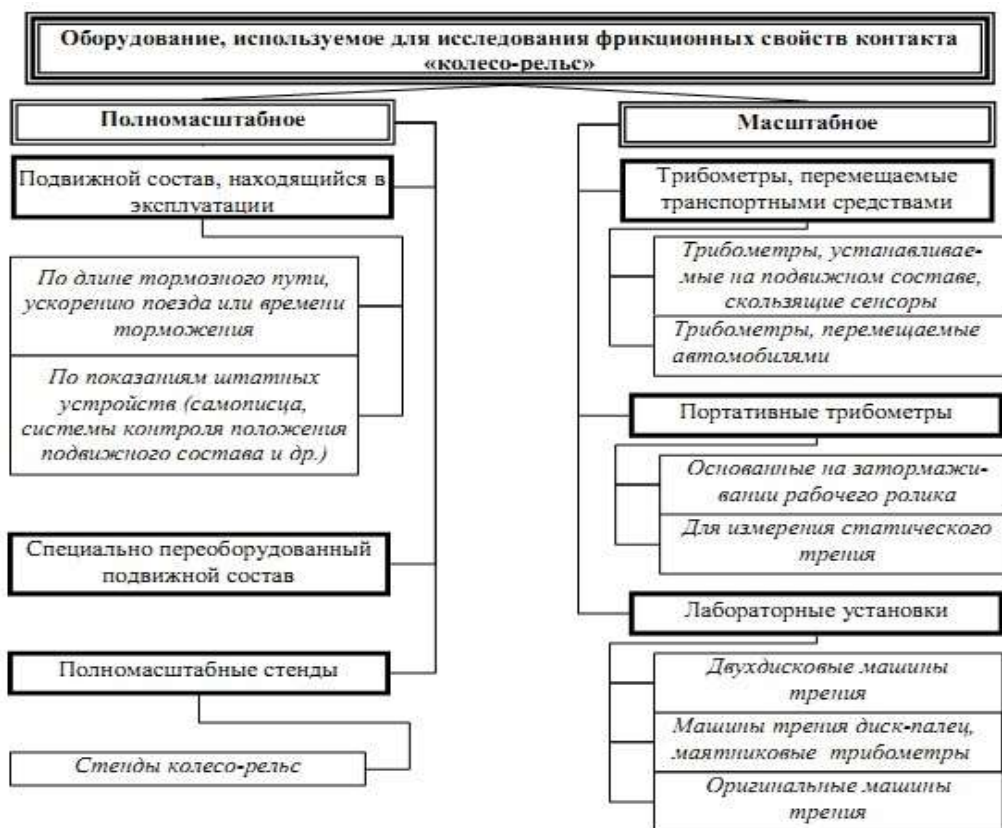 Оборудование, используемое для исследования фрикционных свойств контакта
«колесо-рельс»
Полномасштабное
Подвижной состав, находящийся в
эксплуатации
По длине тормозного пути,
ускорению поезда или времени
торможения
По показаниям штатных
устройств (самописца,
системы контроля положения
подвижного состава и др.)
Специально переоборудованный
подвижной состав
Полномасштабные стенды
Стенды колесо-рельс
Масштабное
Трибометры, перемещаемые
транспортными средствами
Трибометры, устанавливае-
мые на подвижном составе,
скользящие сенсоры
Трибометры, перемещаемые
автомобилями
Портативные трибометры
Основанные на затормажи-
вании рабочего ролика
Для измерения статического
трения
Лабораторные установки
Двухдисковые машины
трения
Машины трения диск-палец,
маятниковые трибометры
Оригинальные машины
трения